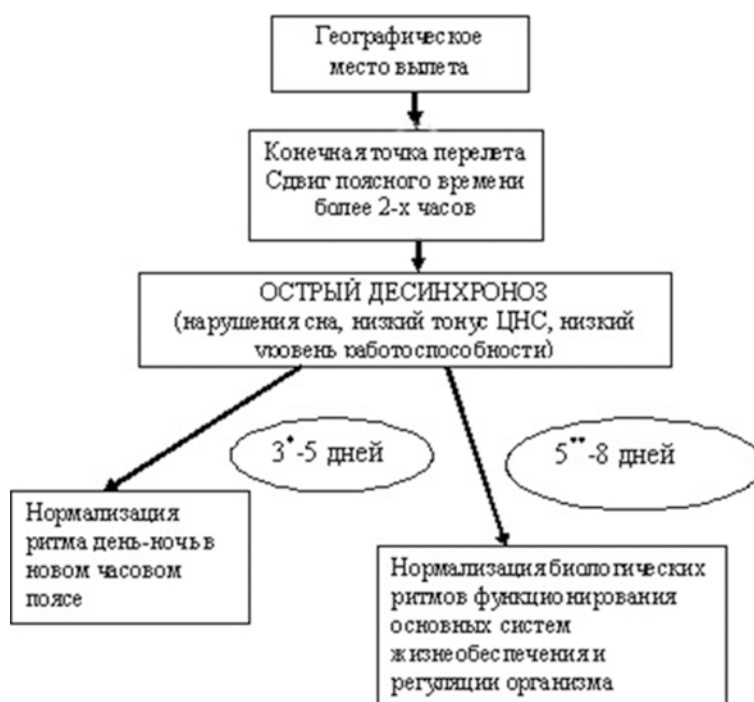 Географическое
место вылета
Конечная точка перелета
Сдвиг поясного времени
более 2-х часов
ОСТРЫЙ ДЕСИНХРОНОЗ
(нарушения сна, низкий тонус ЦНС, низкий
уровень работоспособности)
3*-5 дней
5**-8 дней
Нормализация
ритма день-ночь в
новом часовом
поясе
Нормализация биологических
ритмов функционирования
основных систем
жизнеобеспечения и
регуляции организма